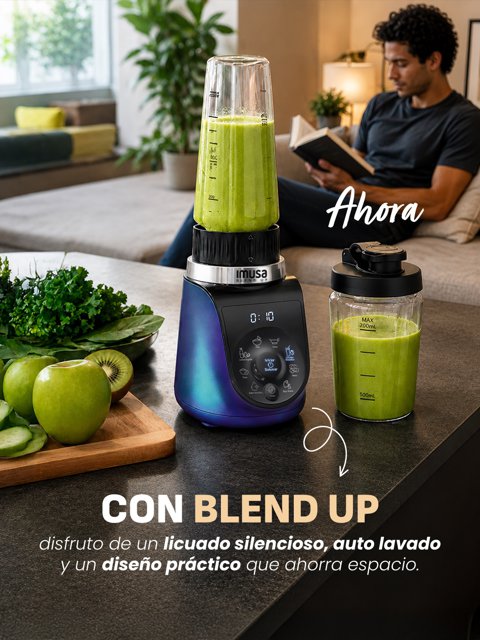 Ahora
imusa
0:10
MAX
200mL
500mL
CON BLEND UP
disfruto de un licuado silencioso, auto lavado
y un diseño práctico que ahorra espacio.